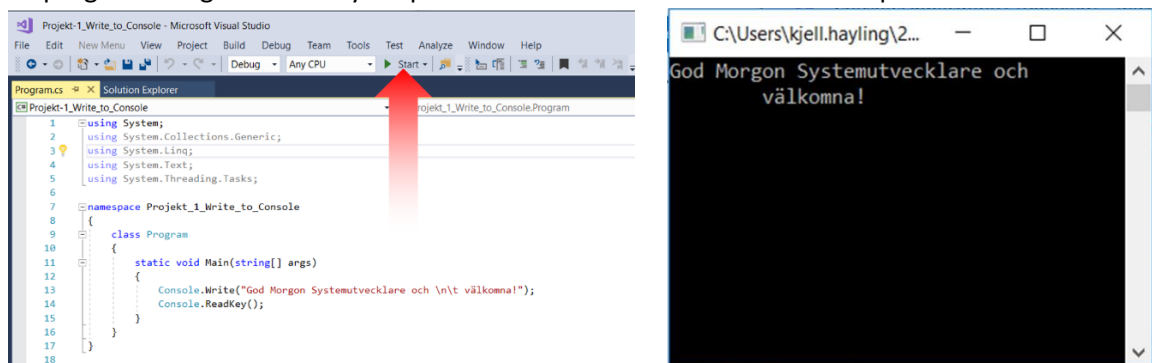 Projekt-1_Write_to_Console - Microsoft Visual Studio
File Edit New Menu View Project Build Debug Team Tools Test Analyze Window Help
Debug Any CPU Start
Program.cs Solution Explorer
Projekt-1_Write_to_Console rojekt_1_Write_to_Console.Program
1 using System;
2 using System.Collections.Generic;
3 using System.Linq;
4 using System.Text;
5 using System.Threading.Tasks;
6
7 namespace Projekt_1_Write_to_Console
8 {
9 class Program
10 {
11 static void Main(string[] args)
12 {
13 Console.Write("God Morgon Systemutvecklare och \n\t välkomna!");
14 Console.ReadKey();
15 }
16 }
17 }
18
C:\Users\kjell.hayling\2...
God Morgon Systemutvecklare och
välkomna!